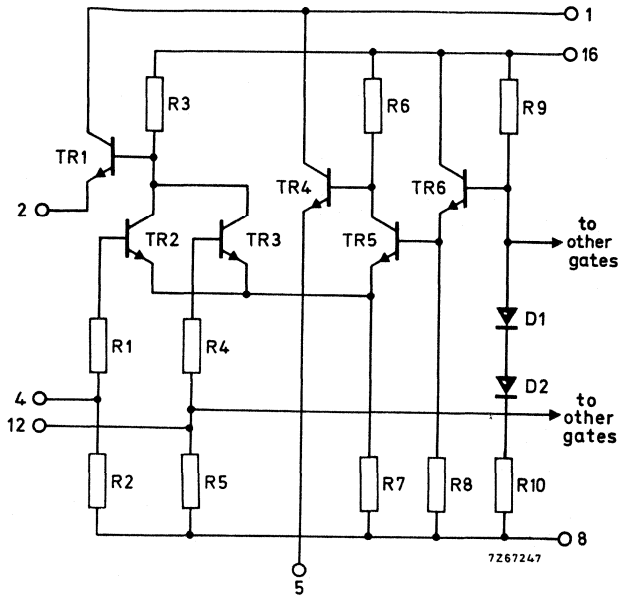 1
16
R3
R6
R9
TR1
TR4
TR6
2
TR2
TR3
TR5
to
other
gates
D1
R1
R4
D2
4
12
to
other
gates
R2
R5
R7
R8
R10
8
7Z67247
5